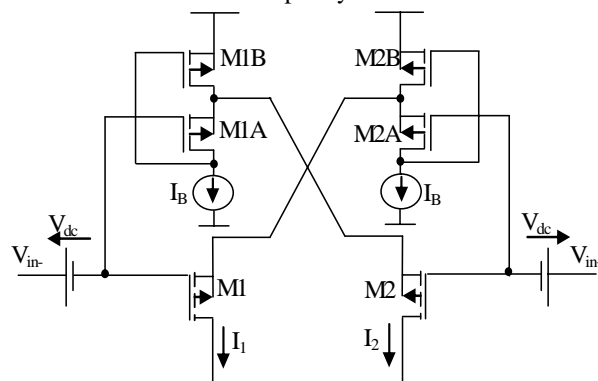 M1B
M2B
M1A
M2A
I_B
I_B
V_dc
V_dc
V_in-
V_in-
M1
M2
I_1
I_2